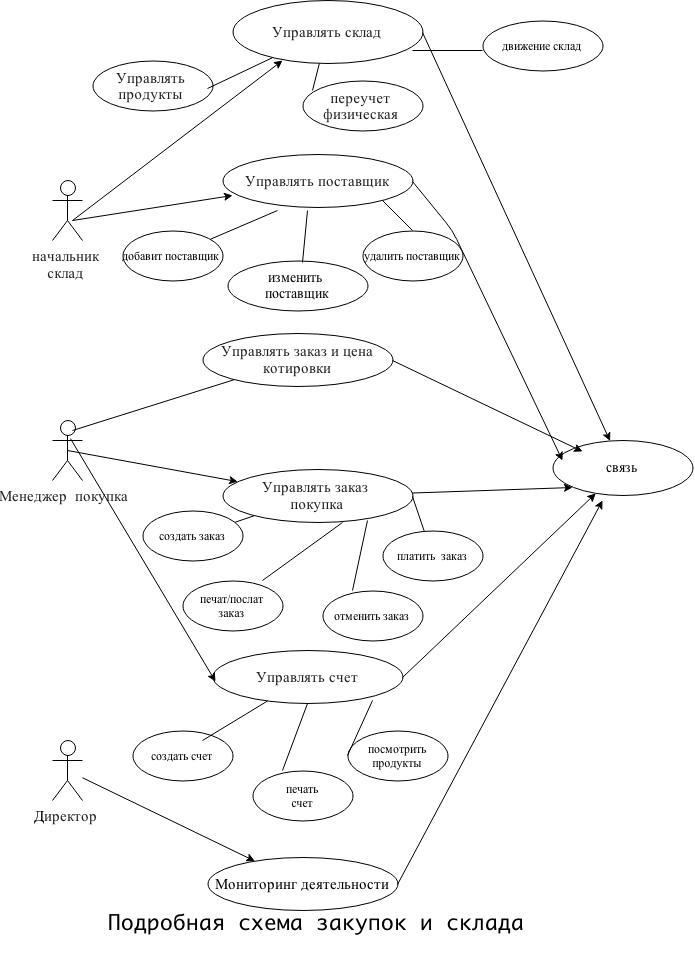 Управлять склад
движение склад
Управлять
продукты
переучет
физическая
Управлять поставщик
начальник
склад
добавит поставщик
удалить поставщик
изменить
поставщик
Управлять заказ и цена
котировки
связь
Менеджер покупка
Управлять заказ
покупка
создать заказ
платить заказ
печат/послат
заказ
отменить заказ
Управлять счет
создать счет
посмотрить
продукты
печать
счет
Директор
Мониторинг деятельности
Подробная схема закупок и склада